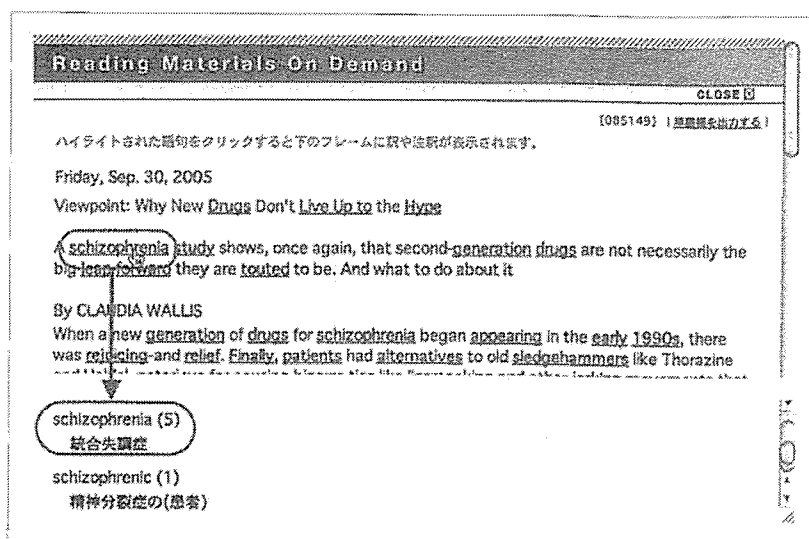 Reading Materials On Demand
CLOSE
[085149] | 単語帳を出力する |
ハイライトされた語句をクリックすると下のフレームに訳や注釈が表示されます。
Friday, Sep. 30, 2005
Viewpoint: Why New Drugs Don't Live Up to the Hype
A schizophrenia study shows, once again, that second-generation drugs are not necessarily the
big leap forward they are touted to be. And what to do about it
By CLAUDIA WALLIS
When a new generation of drugs for schizophrenia began appearing in the early 1990s, there
was rejoicing-and relief. Finally, patients had alternatives to old sledgehammers like Thorazine
schizophrenia (5)
統合失調症
schizophrenic (1)
精神分裂症の(患者)